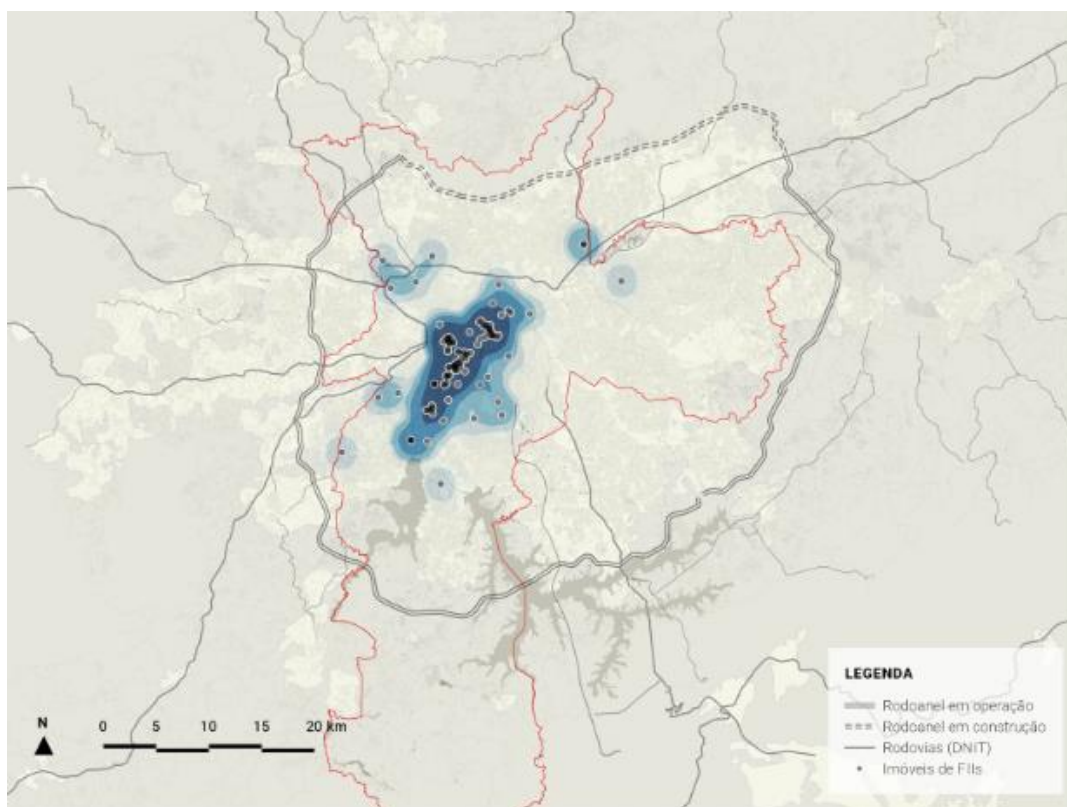 N
0 5 10 15 20 km
LEGENDA
Rodoanel em operação
Rodoanel em construção
Rodovias (DNIT)
Imóveis de FIIs